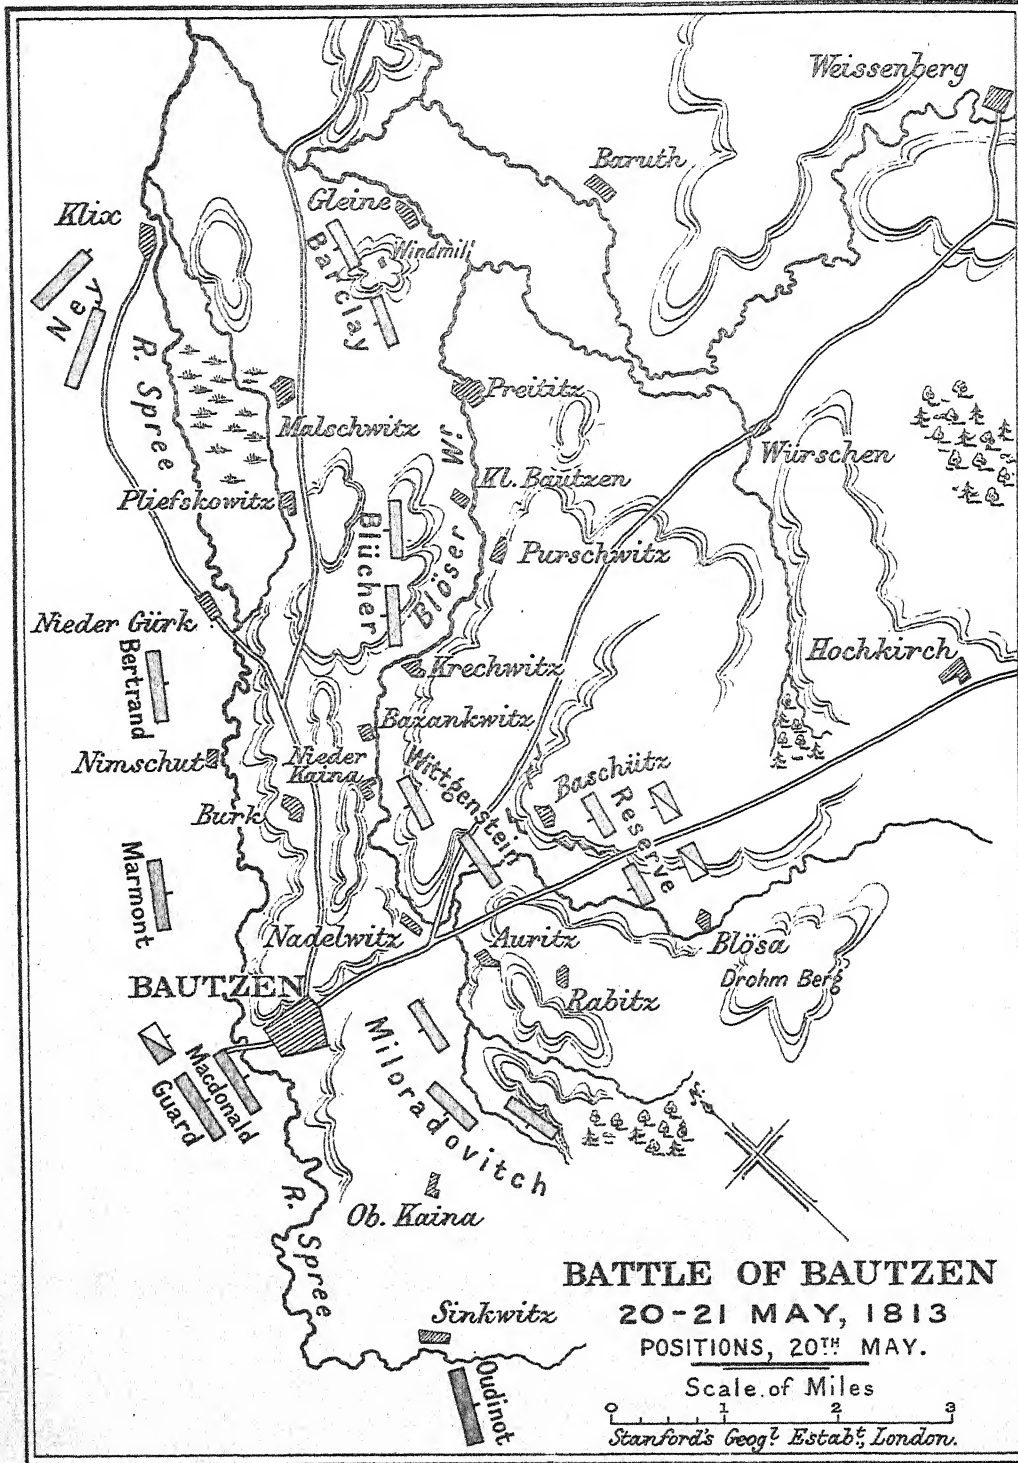 Weissenberg
Baruth
Klix
Gleine
Windmill
Barclay
Ney
R. Spree
Malschwitz
Preititz
Würschen
Kl. Bautzen
Pliefskowitz
Blücher
Blöser W.
Purschwitz
Nieder Gürk
Bertrand
Krechwitz
Hochkirch
Bazankwitz
Nimschut
Nieder
Kaina
Wittgenstein
Baschütz
Reserve
Burk
Marmont
Nadelwitz
Auritz
Blösa
Drohm Berg
BAUTZEN
Rabitz
Macdonald
Guard
Miloradovitch
N.
R. Spree
Ob. Kaina
Sinkwitz
Oudinot
BATTLE OF BAUTZEN
20-21 MAY, 1813
POSITIONS, 20TH MAY.
Scale of Miles
0 1 2 3
Stanford's Geogl. Estabt., London.